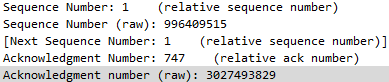 Sequence Number: 1    (relative sequence number)
Sequence Number (raw): 996409515
[Next Sequence Number: 1    (relative sequence number)]
Acknowledgment Number: 747    (relative ack number)
Acknowledgment number (raw): 3027493829